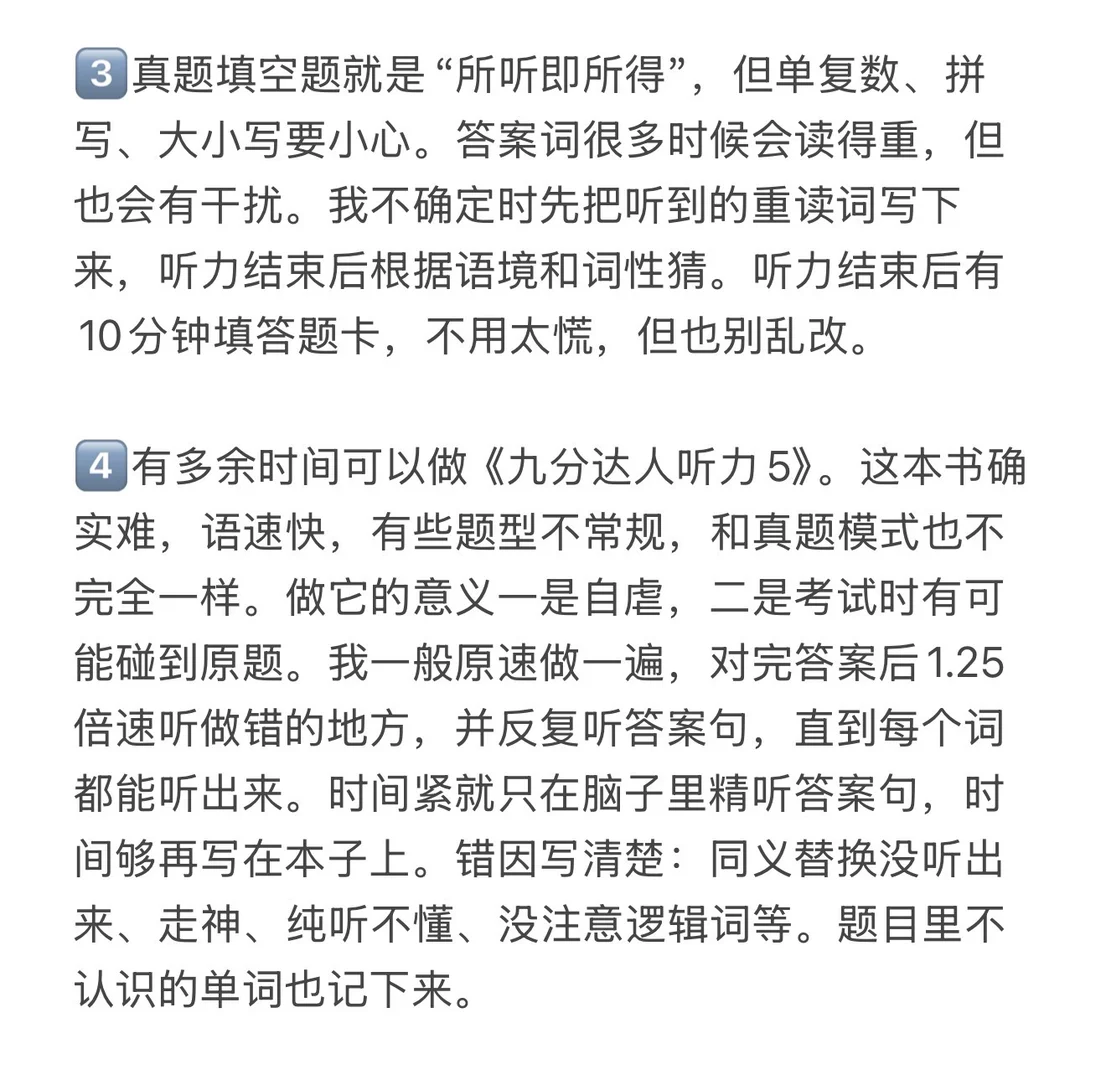 3️⃣真题填空题就是“所听即所得”，但单复数、拼
写、大小写要小心。答案词很多时候会读得重，但
也会有干扰。我不确定时先把听到的重读词写下
来，听力结束后根据语境和词性猜。听力结束后有
10分钟填答题卡，不用太慌，但也别乱改。
4️⃣有多余时间可以做《九分达人听力5》。这本书确
实难，语速快，有些题型不常规，和真题模式也不
完全一样。做它的意义一是自虐，二是考试时有可
能碰到原题。我一般原速做一遍，对完答案后1.25
倍速听做错的地方，并反复听答案句，直到每个词
都能听出来。时间紧就只在脑子里精听答案句，时
间够再写在本子上。错因写清楚：同义替换没听出
来、走神、纯听不懂、没注意逻辑词等。题目里不
认识的单词也记下来。